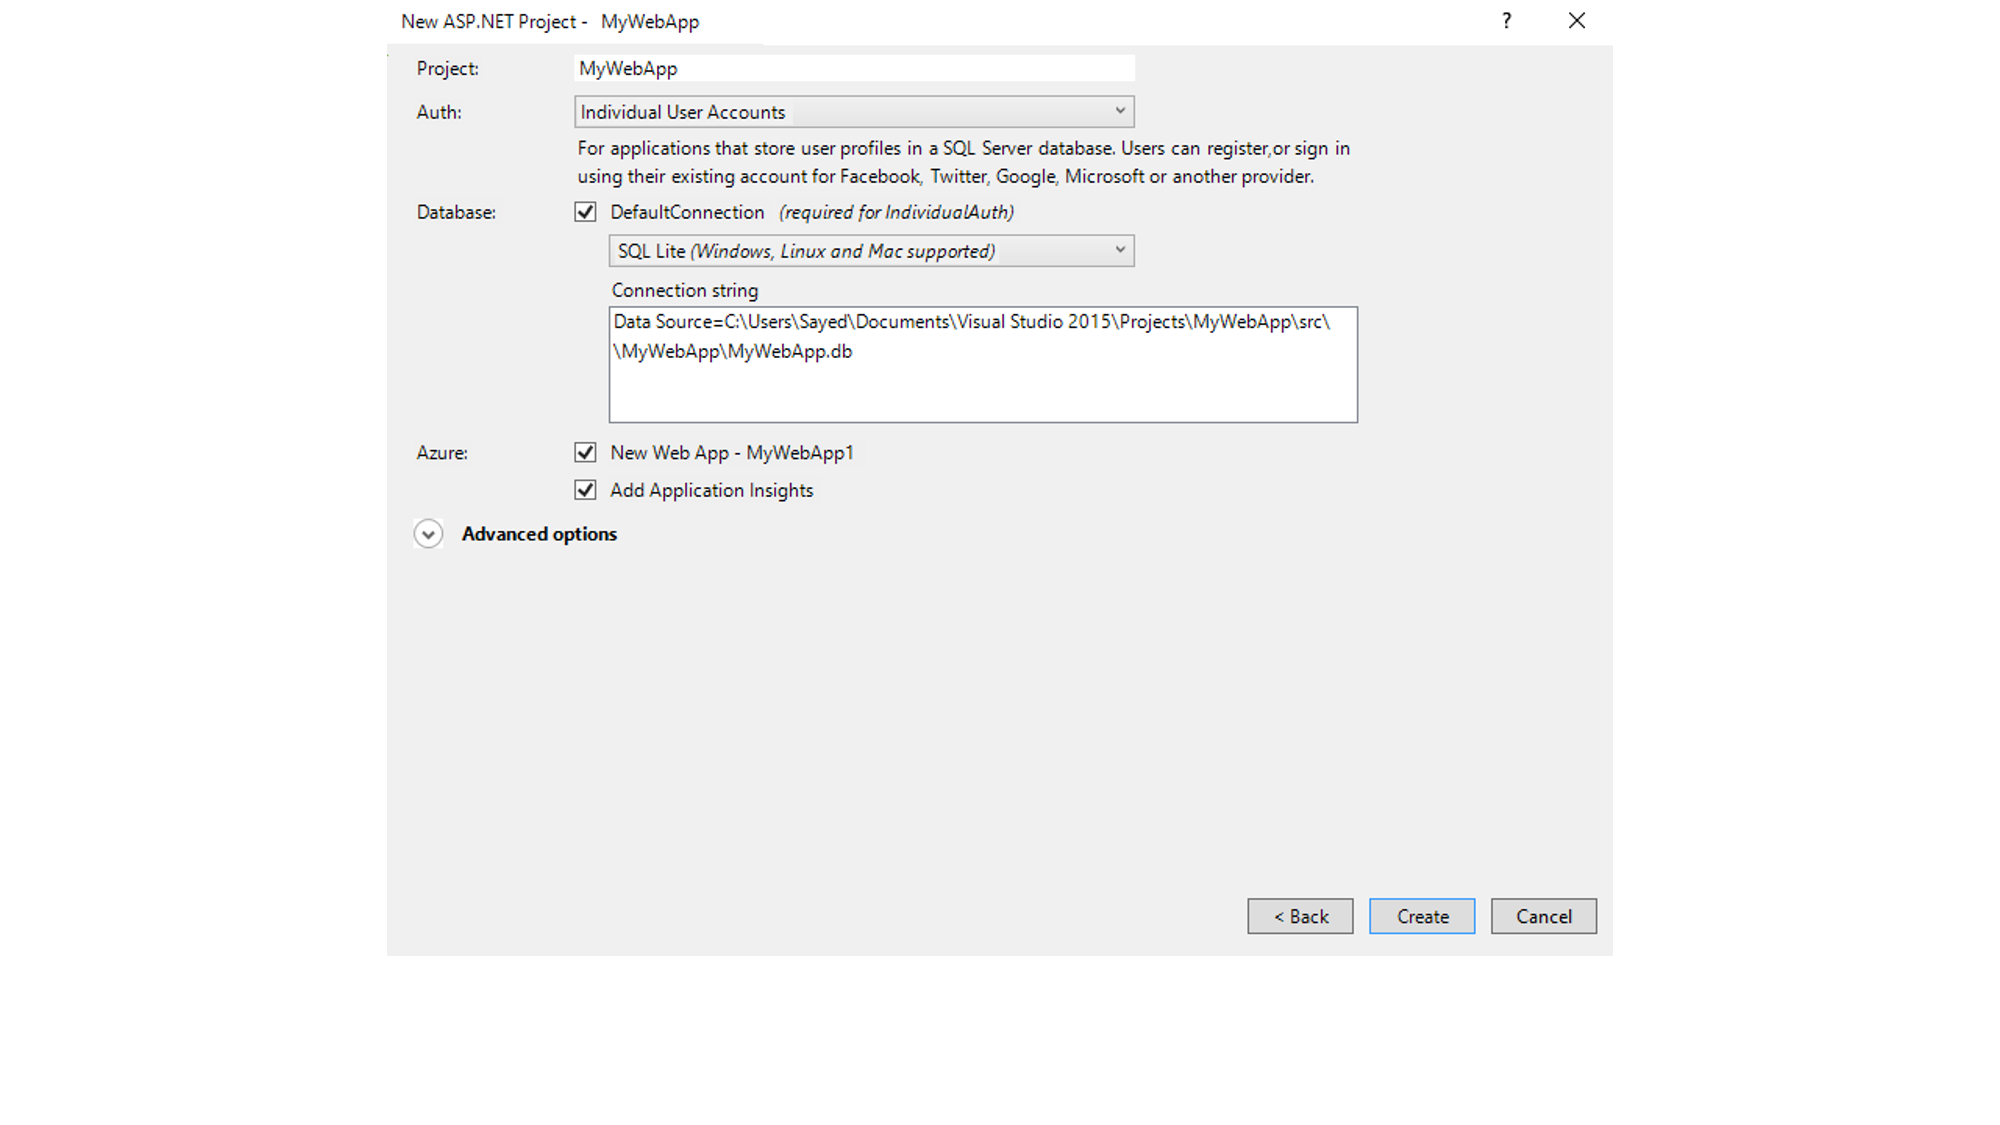 New ASP.NET Project - MyWebApp
?
Project: MyWebApp
Auth: Individual User Accounts
For applications that store user profiles in a SQL Server database. Users can register,or sign in
using their existing account for Facebook, Twitter, Google, Microsoft or another provider.
Database: DefaultConnection (required for IndividualAuth)
SQL Lite (Windows, Linux and Mac supported)
Connection string
Data Source=C:\Users\Sayed\Documents\Visual Studio 2015\Projects\MyWebApp\src\
\MyWebApp\MyWebApp.db
Azure: New Web App - MyWebApp1
Add Application Insights
Advanced options
< Back Create Cancel